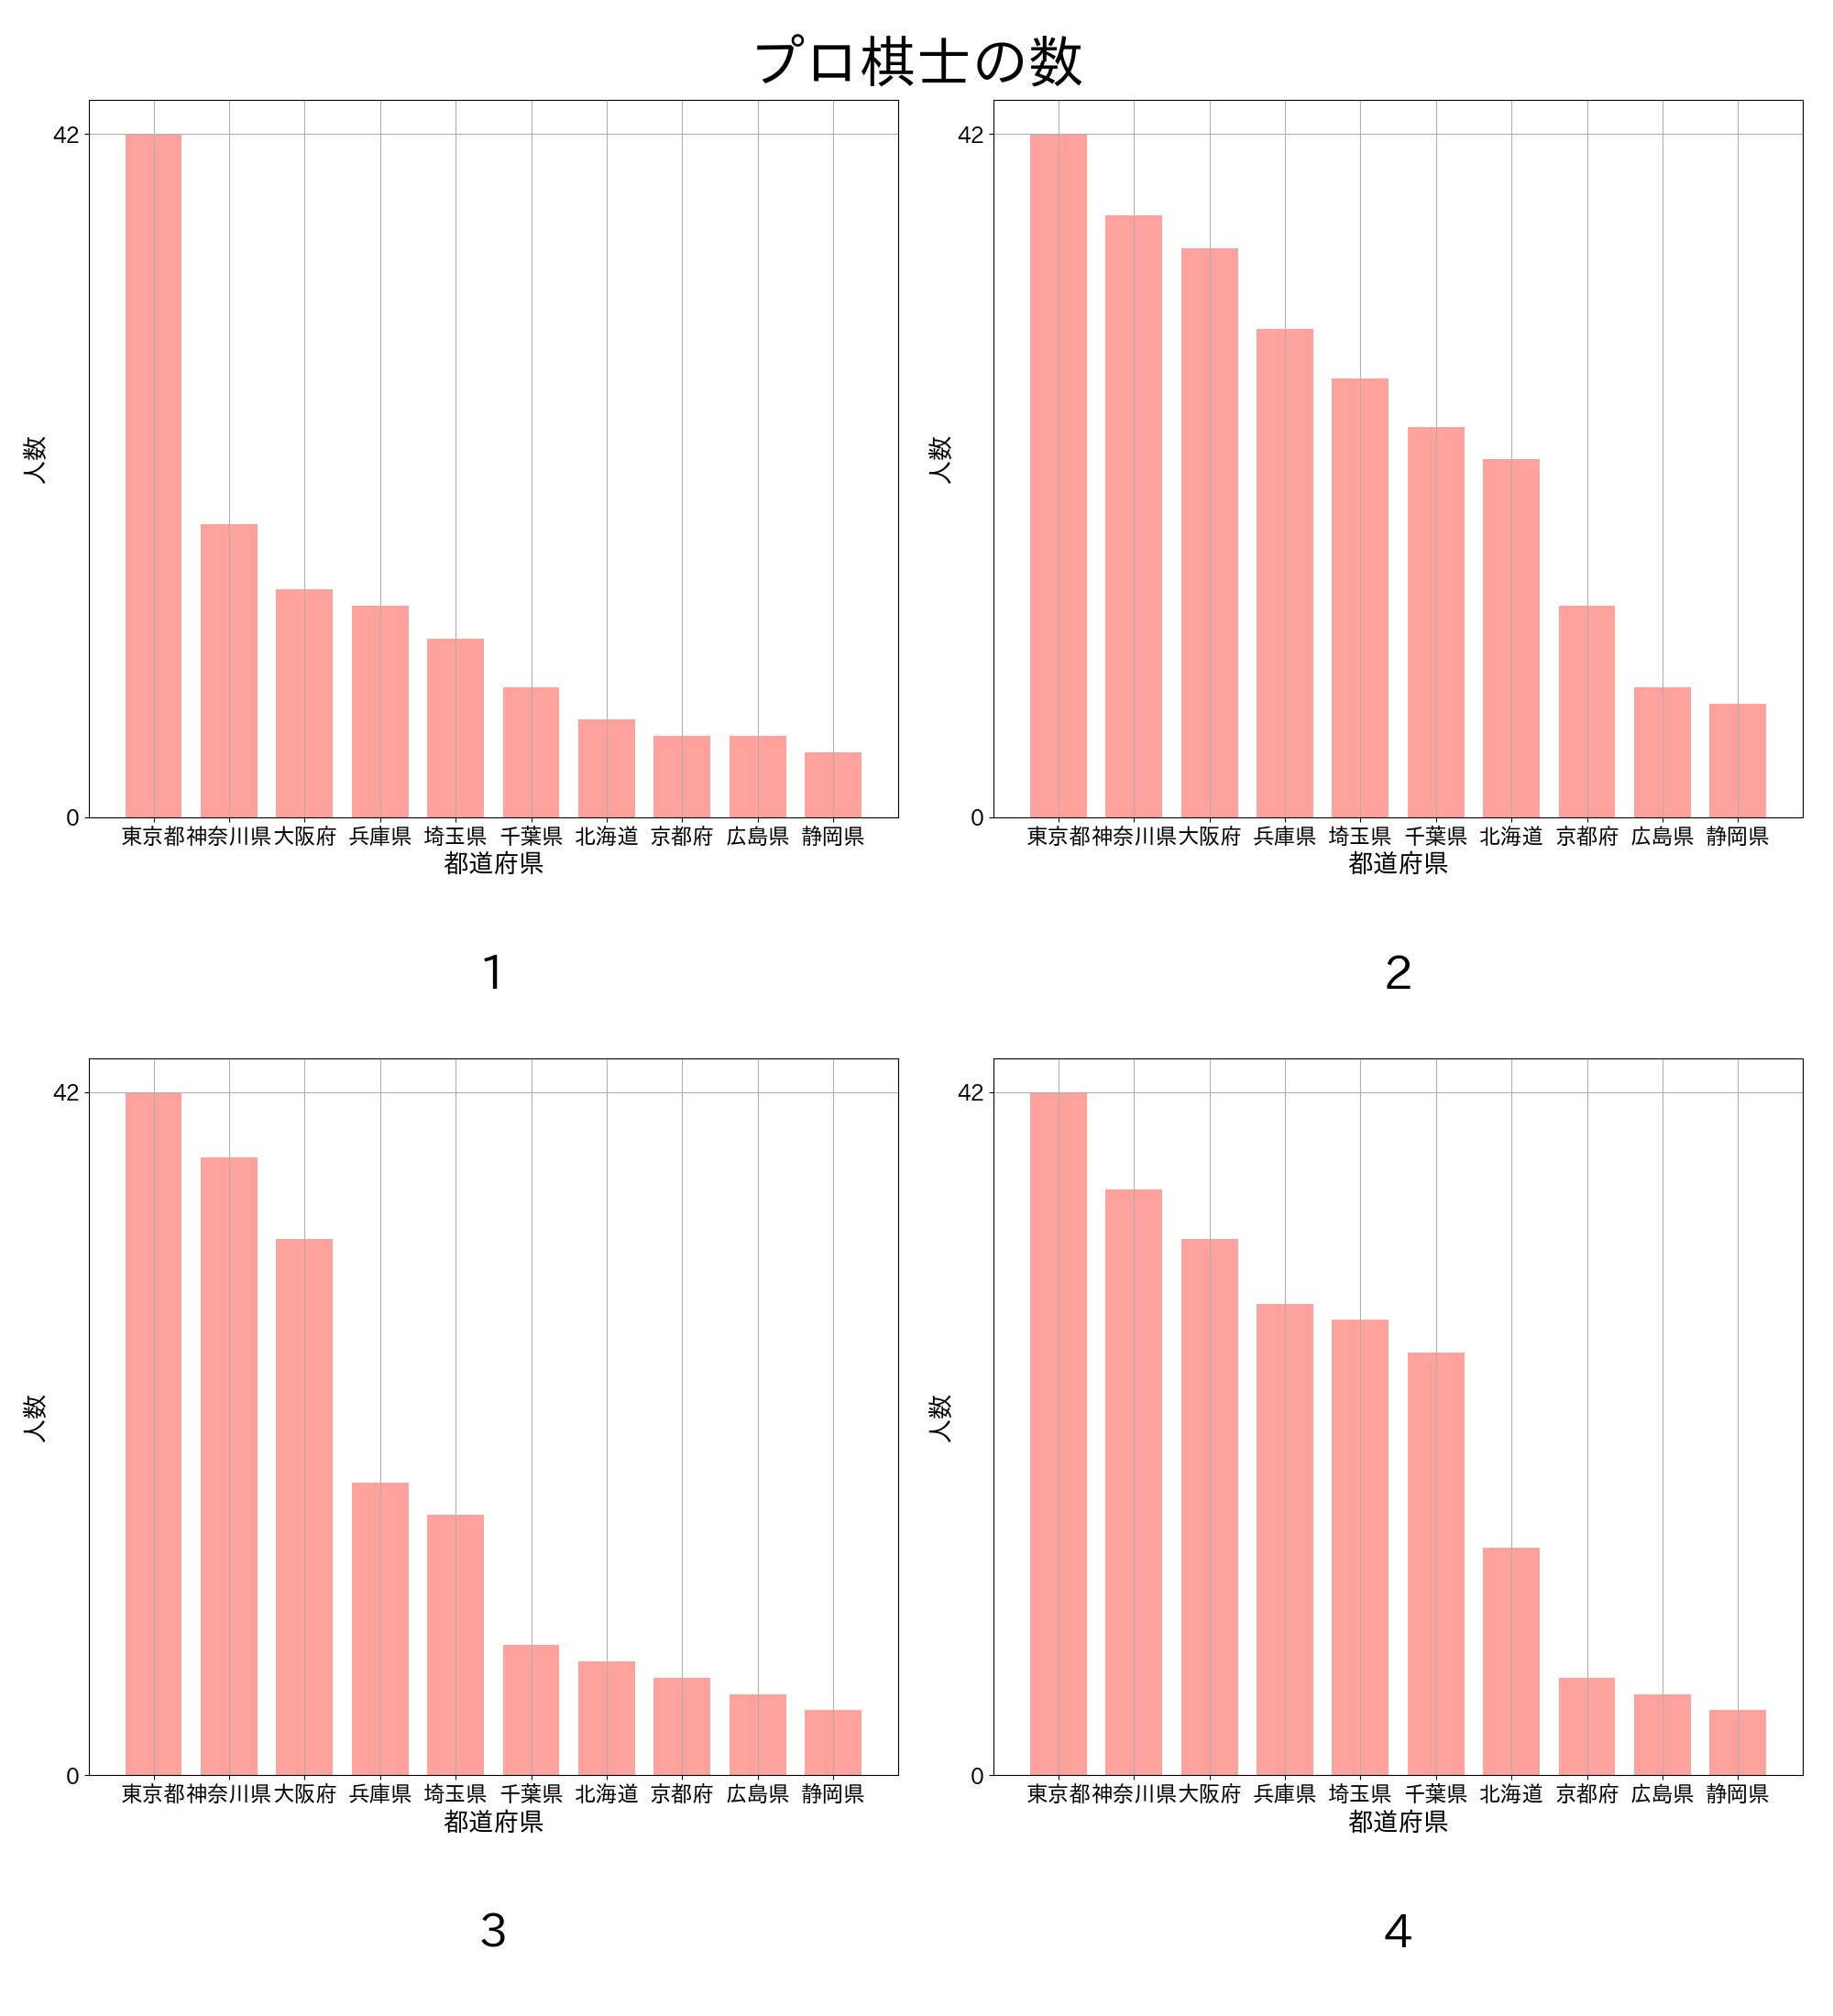 プロ棋士の数
42
0
人数
東京都 神奈川県 大阪府 兵庫県 埼玉県 千葉県 北海道 京都府 広島県 静岡県
都道府県
1
42
0
人数
東京都 神奈川県 大阪府 兵庫県 埼玉県 千葉県 北海道 京都府 広島県 静岡県
都道府県
2
42
0
人数
東京都 神奈川県 大阪府 兵庫県 埼玉県 千葉県 北海道 京都府 広島県 静岡県
都道府県
3
42
0
人数
東京都 神奈川県 大阪府 兵庫県 埼玉県 千葉県 北海道 京都府 広島県 静岡県
都道府県
4